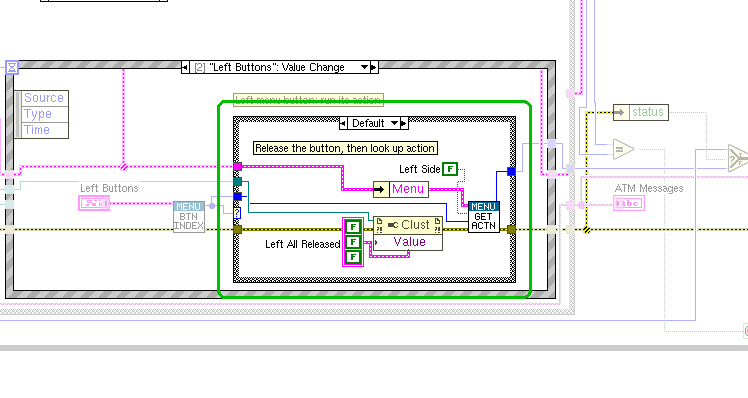 [2] "Left Buttons": Value Change
Source
Type
Time
Left menu button: run its action
Default
Release the button, then look up action
status
Left Side
F
Left Buttons
Menu
ATM Messages
abc
MENU
BTN
INDEX
?
MENU
GET
ACTN
Clust
Value
Left All Released
F
F
F